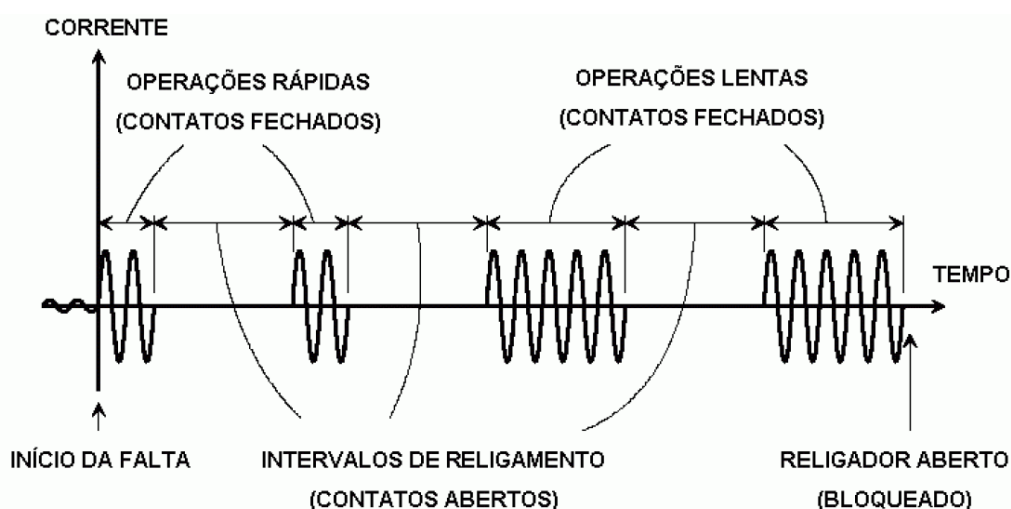 CORRENTE
OPERAÇÕES RÁPIDAS
(CONTATOS FECHADOS)
OPERAÇÕES LENTAS
(CONTATOS FECHADOS)
TEMPO
INÍCIO DA FALTA
INTERVALOS DE RELIGAMENTO
(CONTATOS ABERTOS)
RELIGADOR ABERTO
(BLOQUEADO)